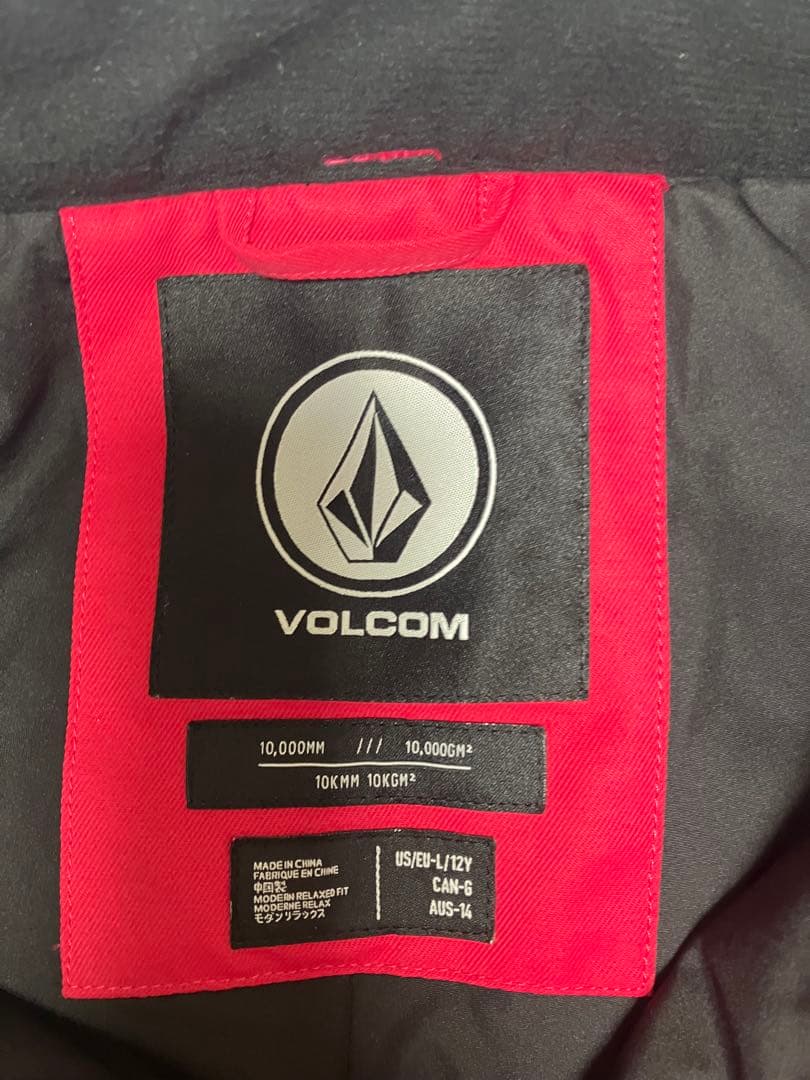 VOLCOM
10,000MM /// 10,000GM²
10KMM 10KGM²
MADE IN CHINA
FABRIQUE EN CHINE
中国製
MODERN RELAXED FIT
MODERNE RELAX
モダンリラックス
US/EU-L/12Y
CAN-G
AUS-14